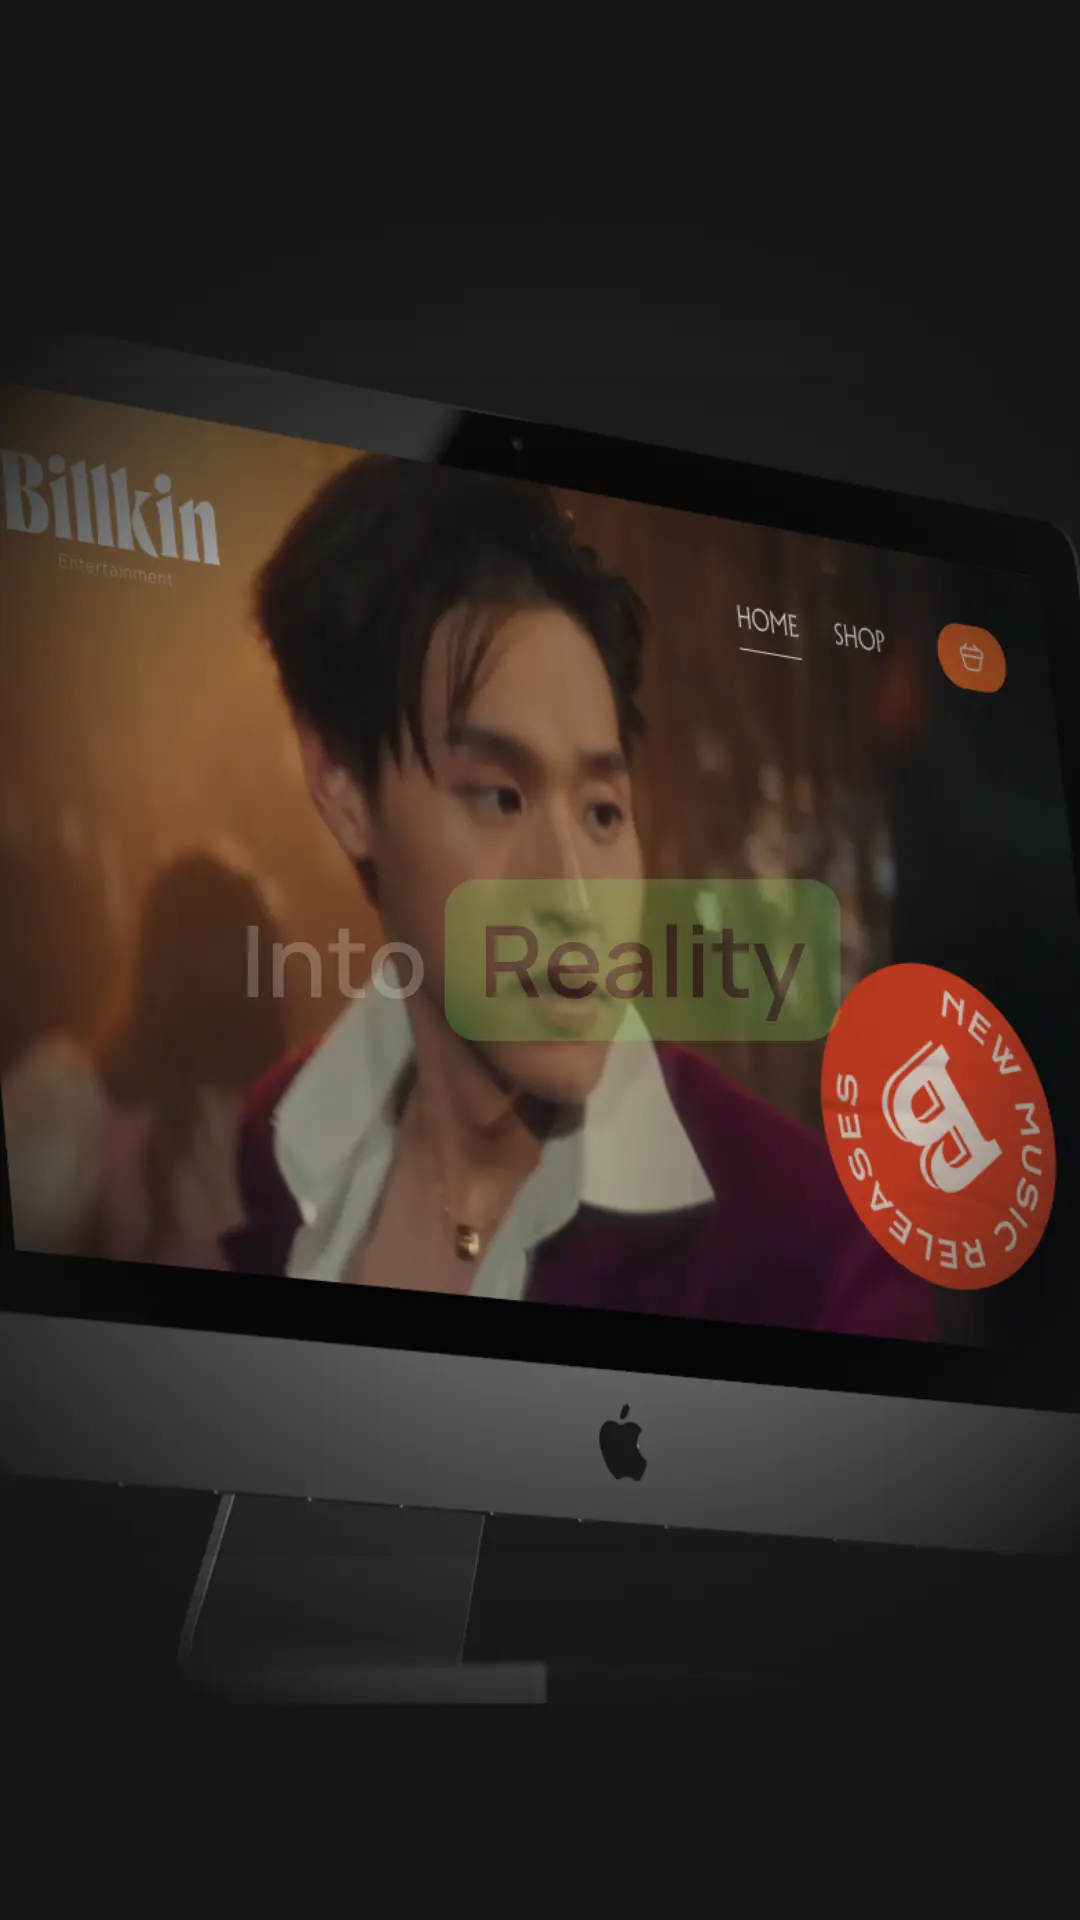 Billkin
Entertainment
HOME
SHOP
Into Reality
NEW MUSIC RELEASES
B